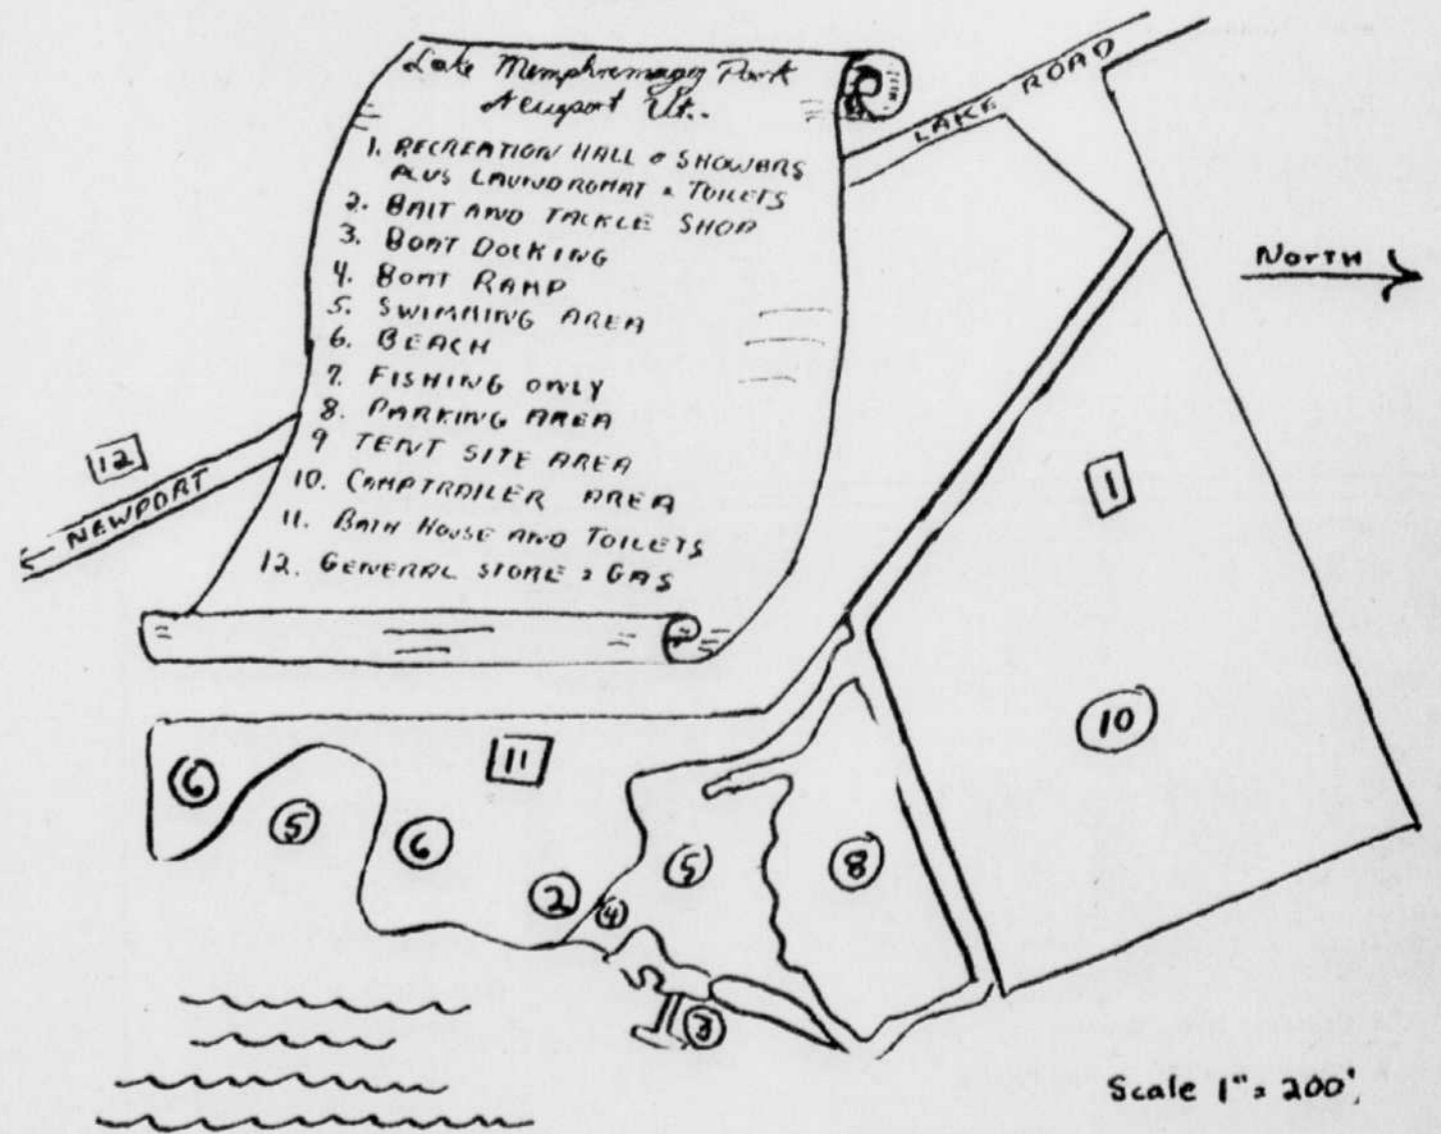 Lake Memphremagog Park
Newport Vt..
1. RECREATION HALL & SHOWERS
PLUS LAUNDROMAT & TOILETS
2. BAIT AND TACKLE SHOP
3. BOAT DOCKING
4. BOAT RAMP
5. SWIMMING AREA
6. BEACH
7. FISHING ONLY
8. PARKING AREA
9 TENT SITE AREA
10. CAMPTRAILER AREA
11. BATH HOUSE AND TOILETS
12. GENERAL STORE & GAS
LAKE ROAD
NORTH
12
NEWPORT
1
10
11
6
5
6
2
4
5
8
3
Scale 1" = 200'